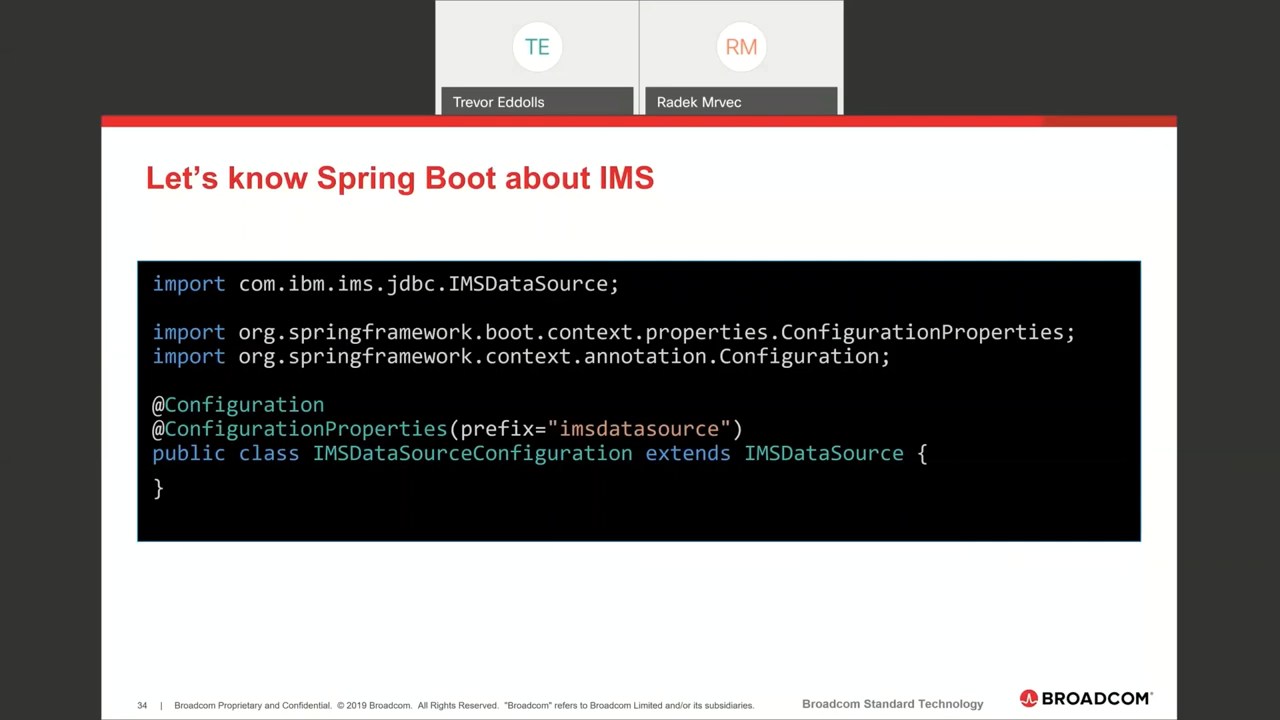 TE
RM
Trevor Eddolls
Radek Mrvec
Let's know Spring Boot about IMS
import com.ibm.ims.jdbc.IMSDataSource;
import org.springframework.boot.context.properties.ConfigurationProperties;
import org.springframework.context.annotation.Configuration;
@Configuration
@ConfigurationProperties(prefix="imsdatasource")
public class IMSDataSourceConfiguration extends IMSDataSource {
}
34 | Broadcom Proprietary and Confidential. © 2019 Broadcom. All Rights Reserved. "Broadcom" refers to Broadcom Limited and/or its subsidiaries.
Broadcom Standard Technology
BROADCOM®